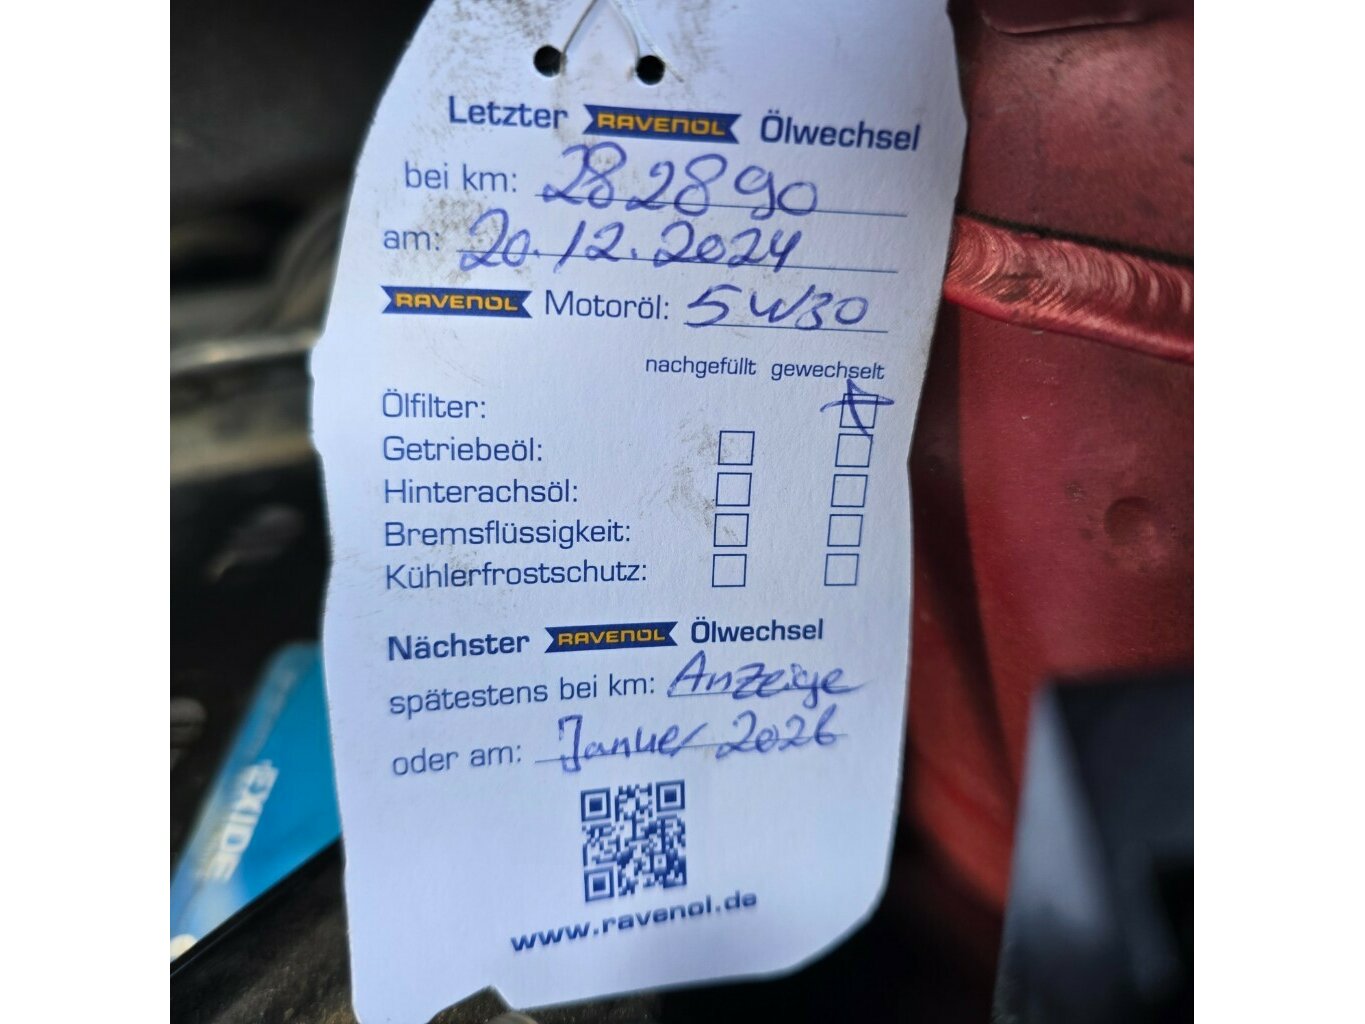 Letzter RAVENOL Ölwechsel
bei km: 282890
am: 20.12.2024
RAVENOL Motoröl: 5W30
nachgefüllt gewechselt
Ölfilter:
Getriebeöl:
Hinterachsöl:
Bremsflüssigkeit:
Kühlerfrostschutz:
Nächster RAVENOL Ölwechsel
spätestens bei km: Anzeige
oder am: Januer 2026
www.ravenol.de
EXIDE